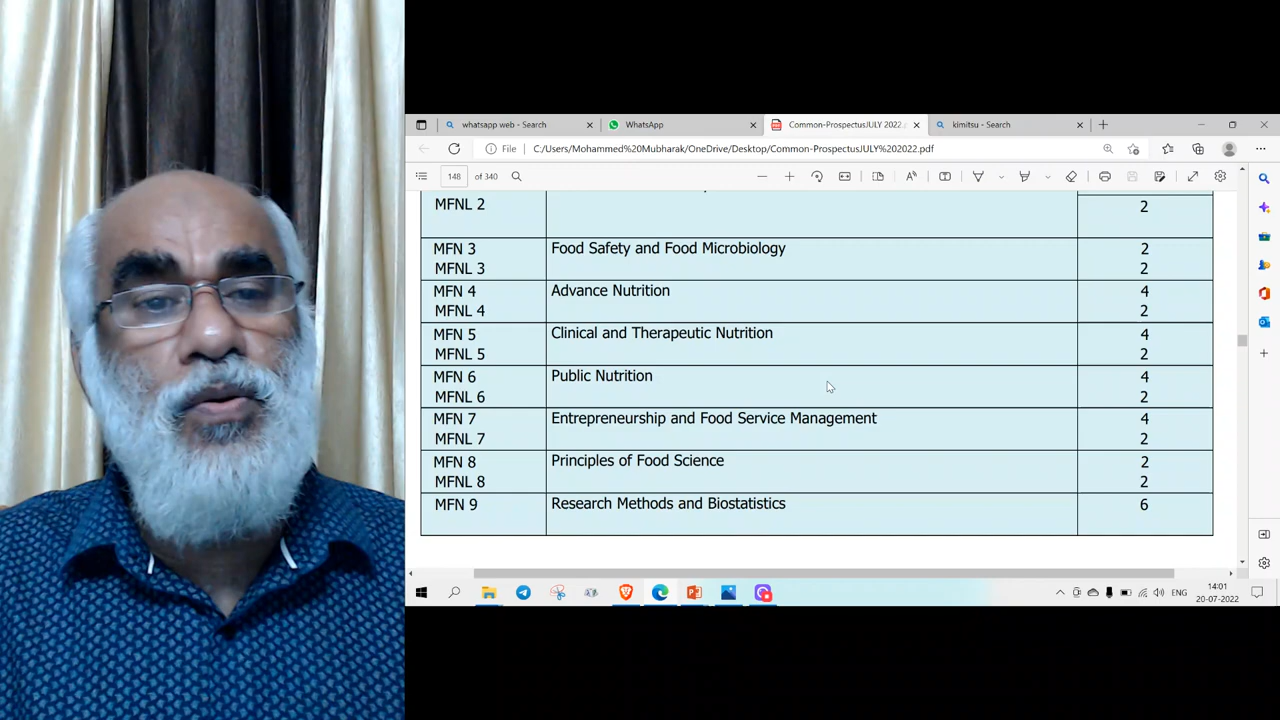 whatsapp web - Search
WhatsApp
Common-ProspectusJULY 2022.p
kimitsu - Search
File
C:/Users/Mohammed%20Mubharak/OneDrive/Desktop/Common-ProspectusJULY%202022.pdf
148 of 340
MFNL 2 2
MFN 3 Food Safety and Food Microbiology 2
MFNL 3 2
MFN 4 Advance Nutrition 4
MFNL 4 2
MFN 5 Clinical and Therapeutic Nutrition 4
MFNL 5 2
MFN 6 Public Nutrition 4
MFNL 6 2
MFN 7 Entrepreneurship and Food Service Management 4
MFNL 7 2
MFN 8 Principles of Food Science 2
MFNL 8 2
MFN 9 Research Methods and Biostatistics 6
ENG
14:01
20-07-2022